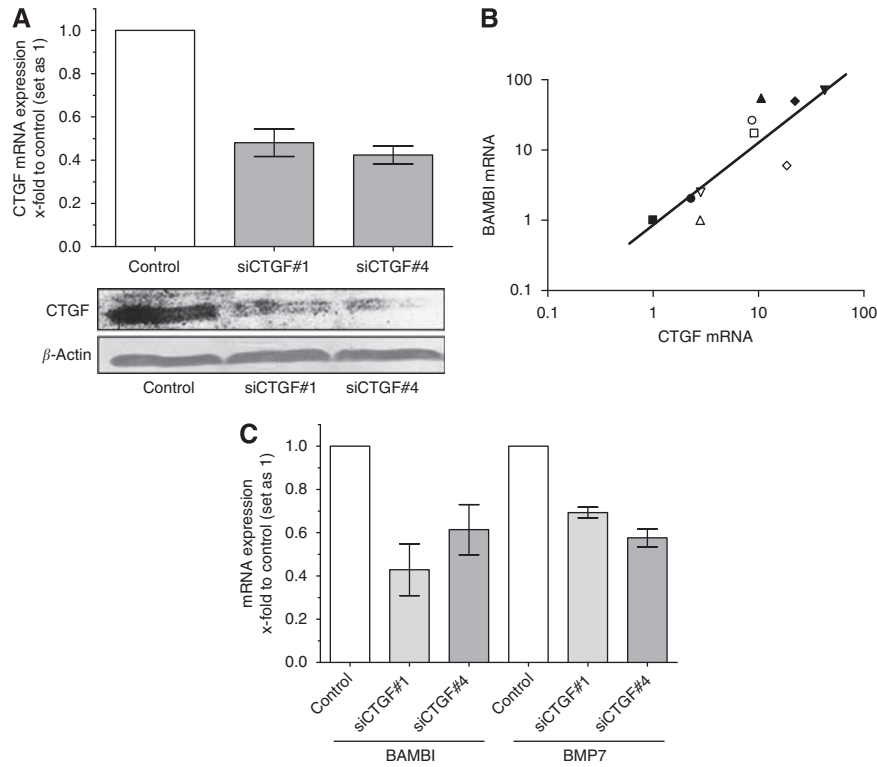 A
CTGF mRNA expression
x-fold to control (set as 1)
1.0
0.8
0.6
0.4
0.2
0.0
Control siCTGF#1 siCTGF#4
CTGF
β-Actin
Control siCTGF#1 siCTGF#4
B
BAMBI mRNA
100
10
1
0.1
0.1 1 10 100
CTGF mRNA
C
mRNA expression
x-fold to control (set as 1)
1.0
0.8
0.6
0.4
0.2
0.0
Control siCTGF#1 siCTGF#4 Control siCTGF#1 siCTGF#4
BAMBI BMP7